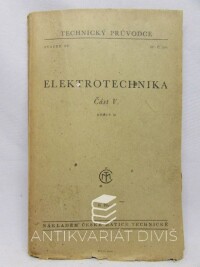 TECHNICKÝ PRŮVODCE
ELEKTROTECHNIKA
Část V
NÁKLADEM ČESKÉ MATICE TECHNICKÉ
ANTIKVARIÁT DIVIŠ